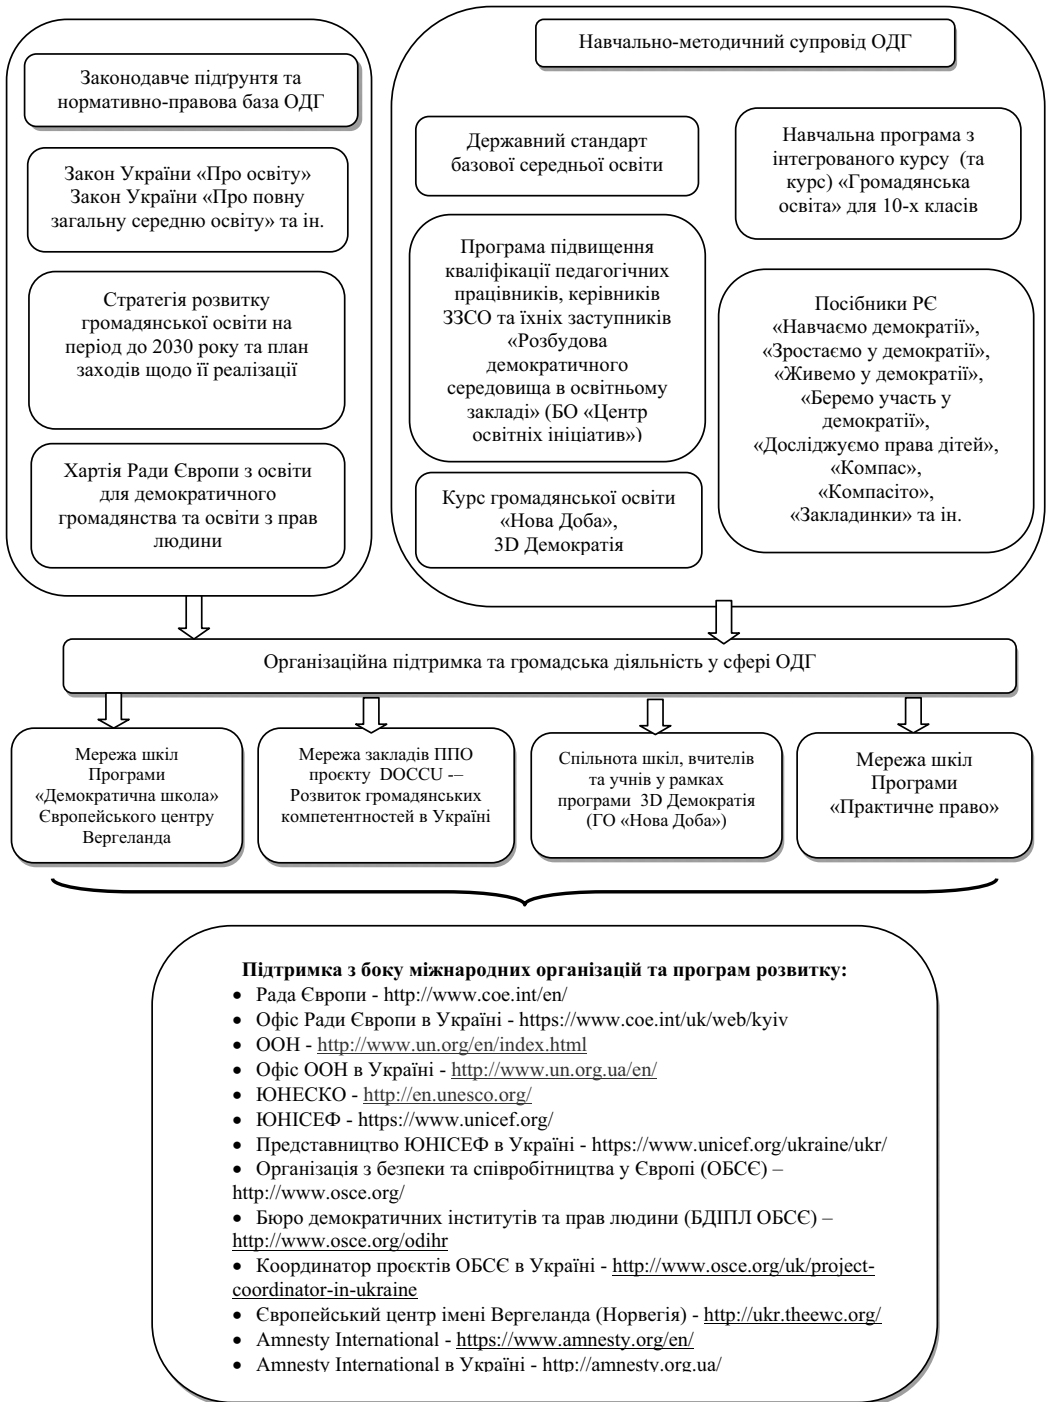 Законодавче підґрунтя та
нормативно-правова база ОДГ
Закон України «Про освіту»
Закон України «Про повну
загальну середню освіту» та ін.
Стратегія розвитку
громадянської освіти на
період до 2030 року та план
заходів щодо її реалізації
Хартія Ради Європи з освіти
для демократичного
громадянства та освіти з прав
людини
Навчально-методичний супровід ОДГ
Державний стандарт
базової середньої освіти
Програма підвищення
кваліфікації педагогічних
працівників, керівників
ЗЗСО та їхніх заступників
«Розбудова
демократичного
середовища в освітньому
закладі» (БО «Центр
освітніх ініціатив»)
Курс громадянської освіти
«Нова Доба»,
3D Демократія
Навчальна програма з
інтегрованого курсу (та
курс) «Громадянська
освіта» для 10-х класів
Посібники РЄ
«Навчаємо демократії»,
«Зростаємо у демократії»,
«Живемо у демократії»,
«Беремо участь у
демократії»,
«Досліджуємо права дітей»,
«Компас»,
«Компасіто»,
«Закладинки» та ін.
Організаційна підтримка та громадська діяльність у сфері ОДГ
Мережа шкіл
Програми
«Демократична школа»
Європейського центру
Вергеланда
Мережа закладів ППО
проєкту DOCCU -–
Розвиток громадянських
компетентностей в Україні
Спільнота шкіл, вчителів
та учнів у рамках
програми 3D Демократія
(ГО «Нова Доба»)
Мережа шкіл
Програми
«Практичне право»
Підтримка з боку міжнародних організацій та програм розвитку:
• Рада Європи - http://www.coe.int/en/
• Офіс Ради Європи в Україні - https://www.coe.int/uk/web/kyiv
• ООН - http://www.un.org/en/index.html
• Офіс ООН в Україні - http://www.un.org.ua/en/
• ЮНЕСКО - http://en.unesco.org/
• ЮНІСЕФ - https://www.unicef.org/
• Представництво ЮНІСЕФ в Україні - https://www.unicef.org/ukraine/ukr/
• Організація з безпеки та співробітництва у Європі (ОБСЄ) –
http://www.osce.org/
• Бюро демократичних інститутів та прав людини (БДІПЛ ОБСЄ) –
http://www.osce.org/odihr
• Координатор проєктів ОБСЄ в Україні - http://www.osce.org/uk/project-
coordinator-in-ukraine
• Європейський центр імені Вергеланда (Норвегія) - http://ukr.theewc.org/
• Amnesty International - https://www.amnesty.org/en/
• Amnesty International в Україні - http://amnesty.org.ua/